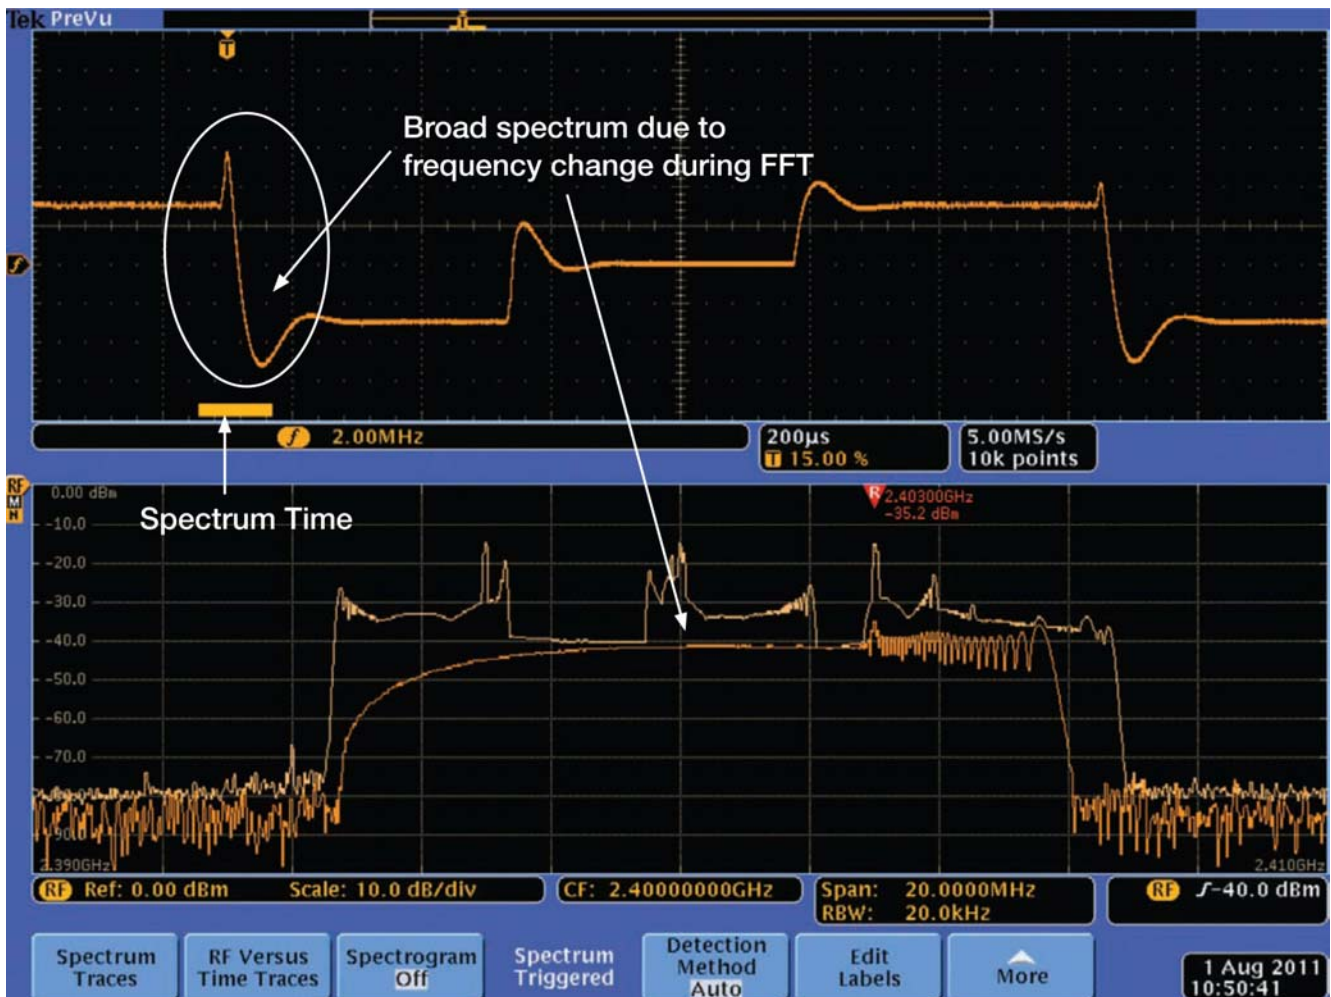 Tek PreVu
T
T
Broad spectrum due to
frequency change during FFT
f
f 2.00MHz
200µs
T 15.00 %
5.00MS/s
10k points
Spectrum Time
RF
M
H
0.00 dBm
R 2.40300GHz
-35.2 dBm
-10.0
-20.0
-30.0
-40.0
-50.0
-60.0
-70.0
2.390GHz
2.410GHz
RF Ref: 0.00 dBm Scale: 10.0 dB/div
CF: 2.40000000GHz
Span: 20.0000MHz
RBW: 20.0kHz
RF -40.0 dBm
Spectrum
Traces
RF Versus
Time Traces
Spectrogram
Off
Spectrum
Triggered
Detection
Method
Auto
Edit
Labels
More
1 Aug 2011
10:50:41